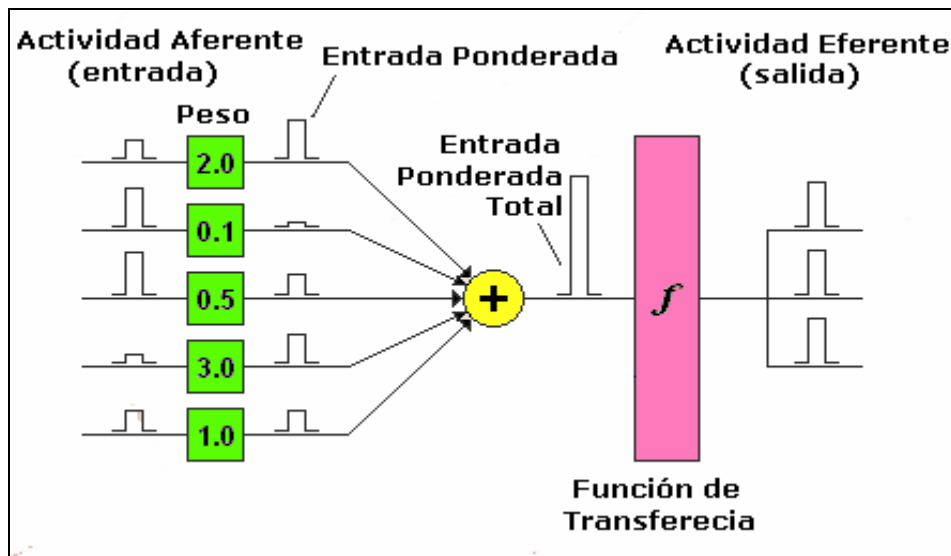 Actividad Aferente
(entrada)
Entrada Ponderada
Actividad Eferente
(salida)
Peso
2.0
0.1
0.5
3.0
1.0
Entrada
Ponderada
Total
+
f
Función de
Transferecia